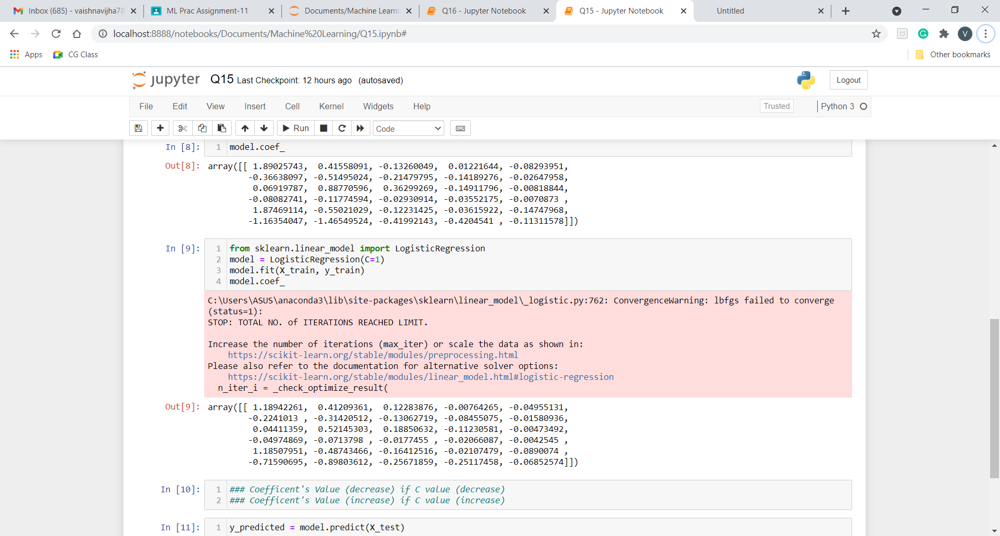 Inbox (685) - vaishnavijha78
ML Prac Assignment-11
Documents/Machine Learni
Q16 - Jupyter Notebook
Q15 - Jupyter Notebook
Untitled
localhost:8888/notebooks/Documents/Machine%20Learning/Q15.ipynb#
V
Apps
CG Class
Other bookmarks
jupyter Q15 Last Checkpoint: 12 hours ago (autosaved)
Logout
File Edit View Insert Cell Kernel Widgets Help
Trusted
Python 3
Run
Code
In [8]: 1 model.coef_
Out[8]: array([[ 1.89025743, 0.41558091, -0.13260049, 0.01221644, -0.08293951,
-0.36638097, -0.51495024, -0.21479795, -0.14189276, -0.02647958,
0.06919787, 0.88770596, 0.36299269, -0.14911796, -0.00818844,
-0.08082741, -0.11774594, -0.02930914, -0.03552175, -0.0070873 ,
1.87469114, -0.55021029, -0.12231425, -0.03615922, -0.14747968,
-1.16354047, -1.46549524, -0.41992143, -0.4204541 , -0.11311578]])
In [9]: 1 from sklearn.linear_model import LogisticRegression
2 model = LogisticRegression(C=1)
3 model.fit(X_train, y_train)
4 model.coef_
C:\Users\ASUS\anaconda3\lib\site-packages\sklearn\linear_model\_logistic.py:762: ConvergenceWarning: lbfgs failed to converge
(status=1):
STOP: TOTAL NO. of ITERATIONS REACHED LIMIT.
Increase the number of iterations (max_iter) or scale the data as shown in:
https://scikit-learn.org/stable/modules/preprocessing.html
Please also refer to the documentation for alternative solver options:
https://scikit-learn.org/stable/modules/linear_model.html#logistic-regression
n_iter_i = _check_optimize_result(
Out[9]: array([[ 1.18942261, 0.41209361, 0.12283876, -0.00764265, -0.04955131,
-0.2241013 , -0.31420512, -0.13062719, -0.08455075, -0.01580936,
0.04411359, 0.52145303, 0.18850632, -0.11230581, -0.00473492,
-0.04974869, -0.0713798 , -0.0177455 , -0.02066087, -0.0042545 ,
1.18507951, -0.48743466, -0.16412516, -0.02107479, -0.0890074 ,
-0.71590695, -0.89803612, -0.25671859, -0.25117458, -0.06852574]])
In [10]: 1 ### Coefficent's Value (decrease) if C value (decrease)
2 ### Coefficent's Value (increase) if C value (increase)
In [11]: 1 y_predicted = model.predict(X_test)